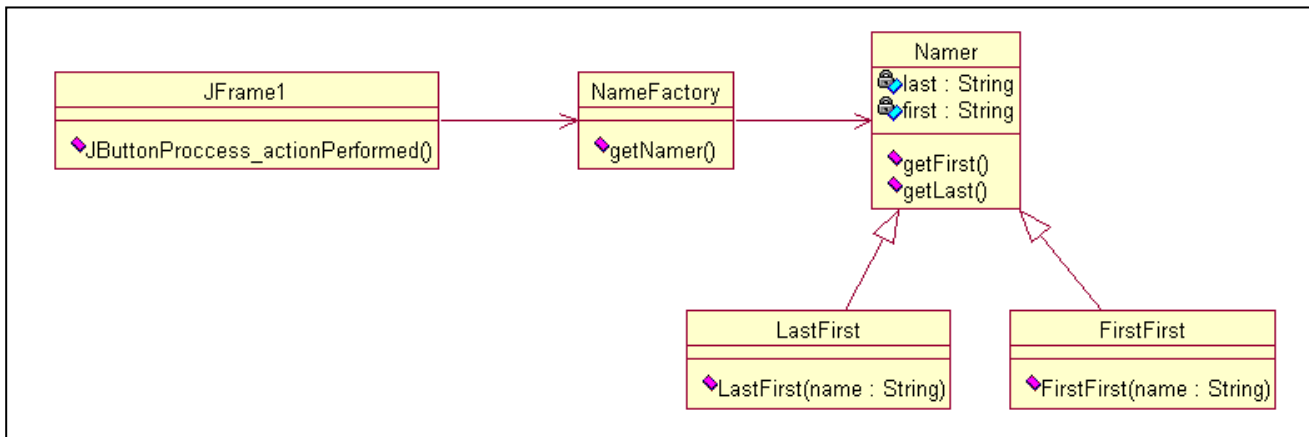 JFrame1
JButtonProccess_actionPerformed()
NameFactory
getNamer()
Namer
last : String
first : String
getFirst()
getLast()
LastFirst
LastFirst(name : String)
FirstFirst
FirstFirst(name : String)